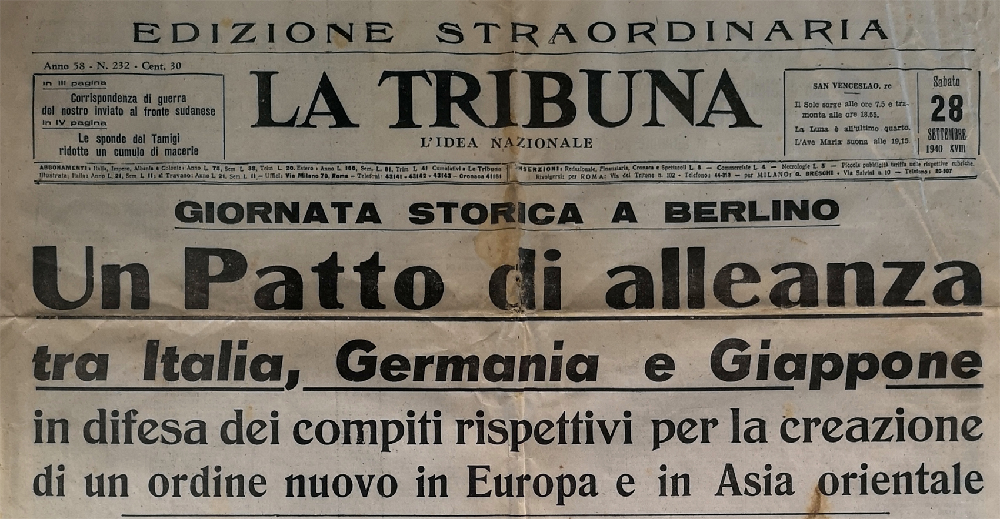 EDIZIONE STRAORDINARIA
Anno 58 - N. 232 - Cent. 30
in III pagina
Corrispondenza di guerra
del nostro inviato al fronte sudanese
in IV pagina
Le sponde del Tamigi
ridotte un cumulo di macerie
LA TRIBUNA
L'IDEA NAZIONALE
SAN VENCESLAO, re
Il Sole sorge alle ore 7.5 e tra-
monta alle ore 18.55.
La Luna è all'ultimo quarto.
L'Ave Maria suona alle 19,15
Sabato
28
SETTEMBRE
1940 XVIII
ABBONAMENTI: Italia, Impero, Albania e Colonie: Anno L. 75, Sem L. 38, Trim L. 20. Estero: Anno L. 160, Sem. L. 81, Trim L. 41 Cumulativi: La Tribuna
Illustrata; Italia: Anno L. 21, Sem L. 11; al Travaso: Anno L. 21, Sem L. 11 — Uffici: Via Milano 70, Roma — Telefoni: 43141 - 43142 - 43143 — Cronaca 41161
INSERZIONI: Redazionale, Finanziaria, Cronaca e Spettacoli L. 8 — Commerciale L. 4 — Necrologie L. 5 — Piccola pubblicità tariffa nelle rispettive rubriche.
Rivolgersi: per ROMA: Via del Tritone n. 102 - Telefono: 44-313 — per MILANO: G. BRESCHI - Via Salvini n. 10 — Telefono: 20-907
GIORNATA STORICA A BERLINO
Un Patto di alleanza
tra Italia, Germania e Giappone
in difesa dei compiti rispettivi per la creazione
di un ordine nuovo in Europa e in Asia orientale